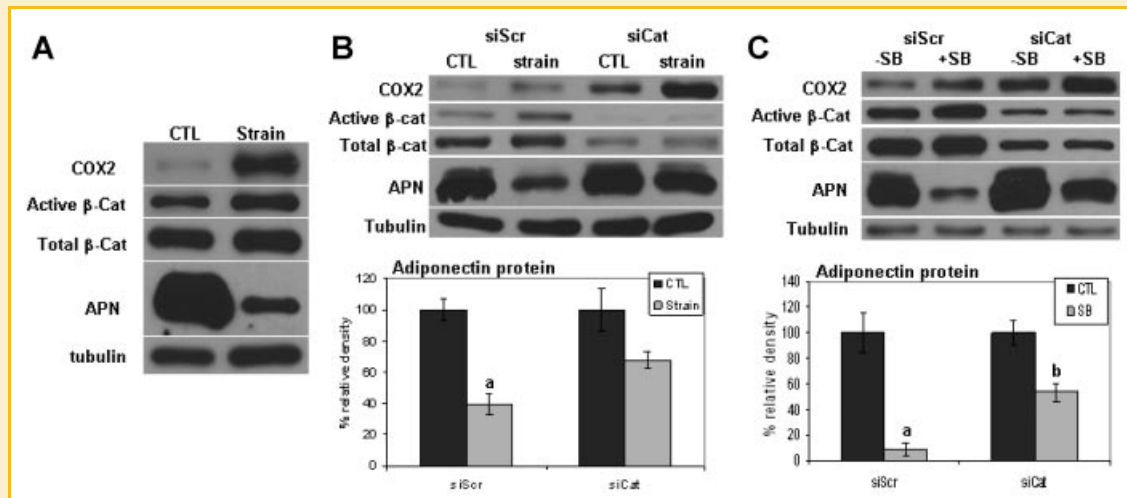 A
CTL Strain
COX2
Active β-Cat
Total β-Cat
APN
tubulin
B
siScr siCat
CTL strain CTL strain
COX2
Active β-cat
Total β-cat
APN
Tubulin
Adiponectin protein
% relative density
120
100
80
60
40
20
0
CTL
Strain
a
siScr siCat
C
siScr siCat
-SB +SB -SB +SB
COX2
Active β-Cat
Total β-Cat
APN
Tubulin
Adiponectin protein
% relative density
140
120
100
80
60
40
20
0
CTL
SB
a
b
siScr siCat